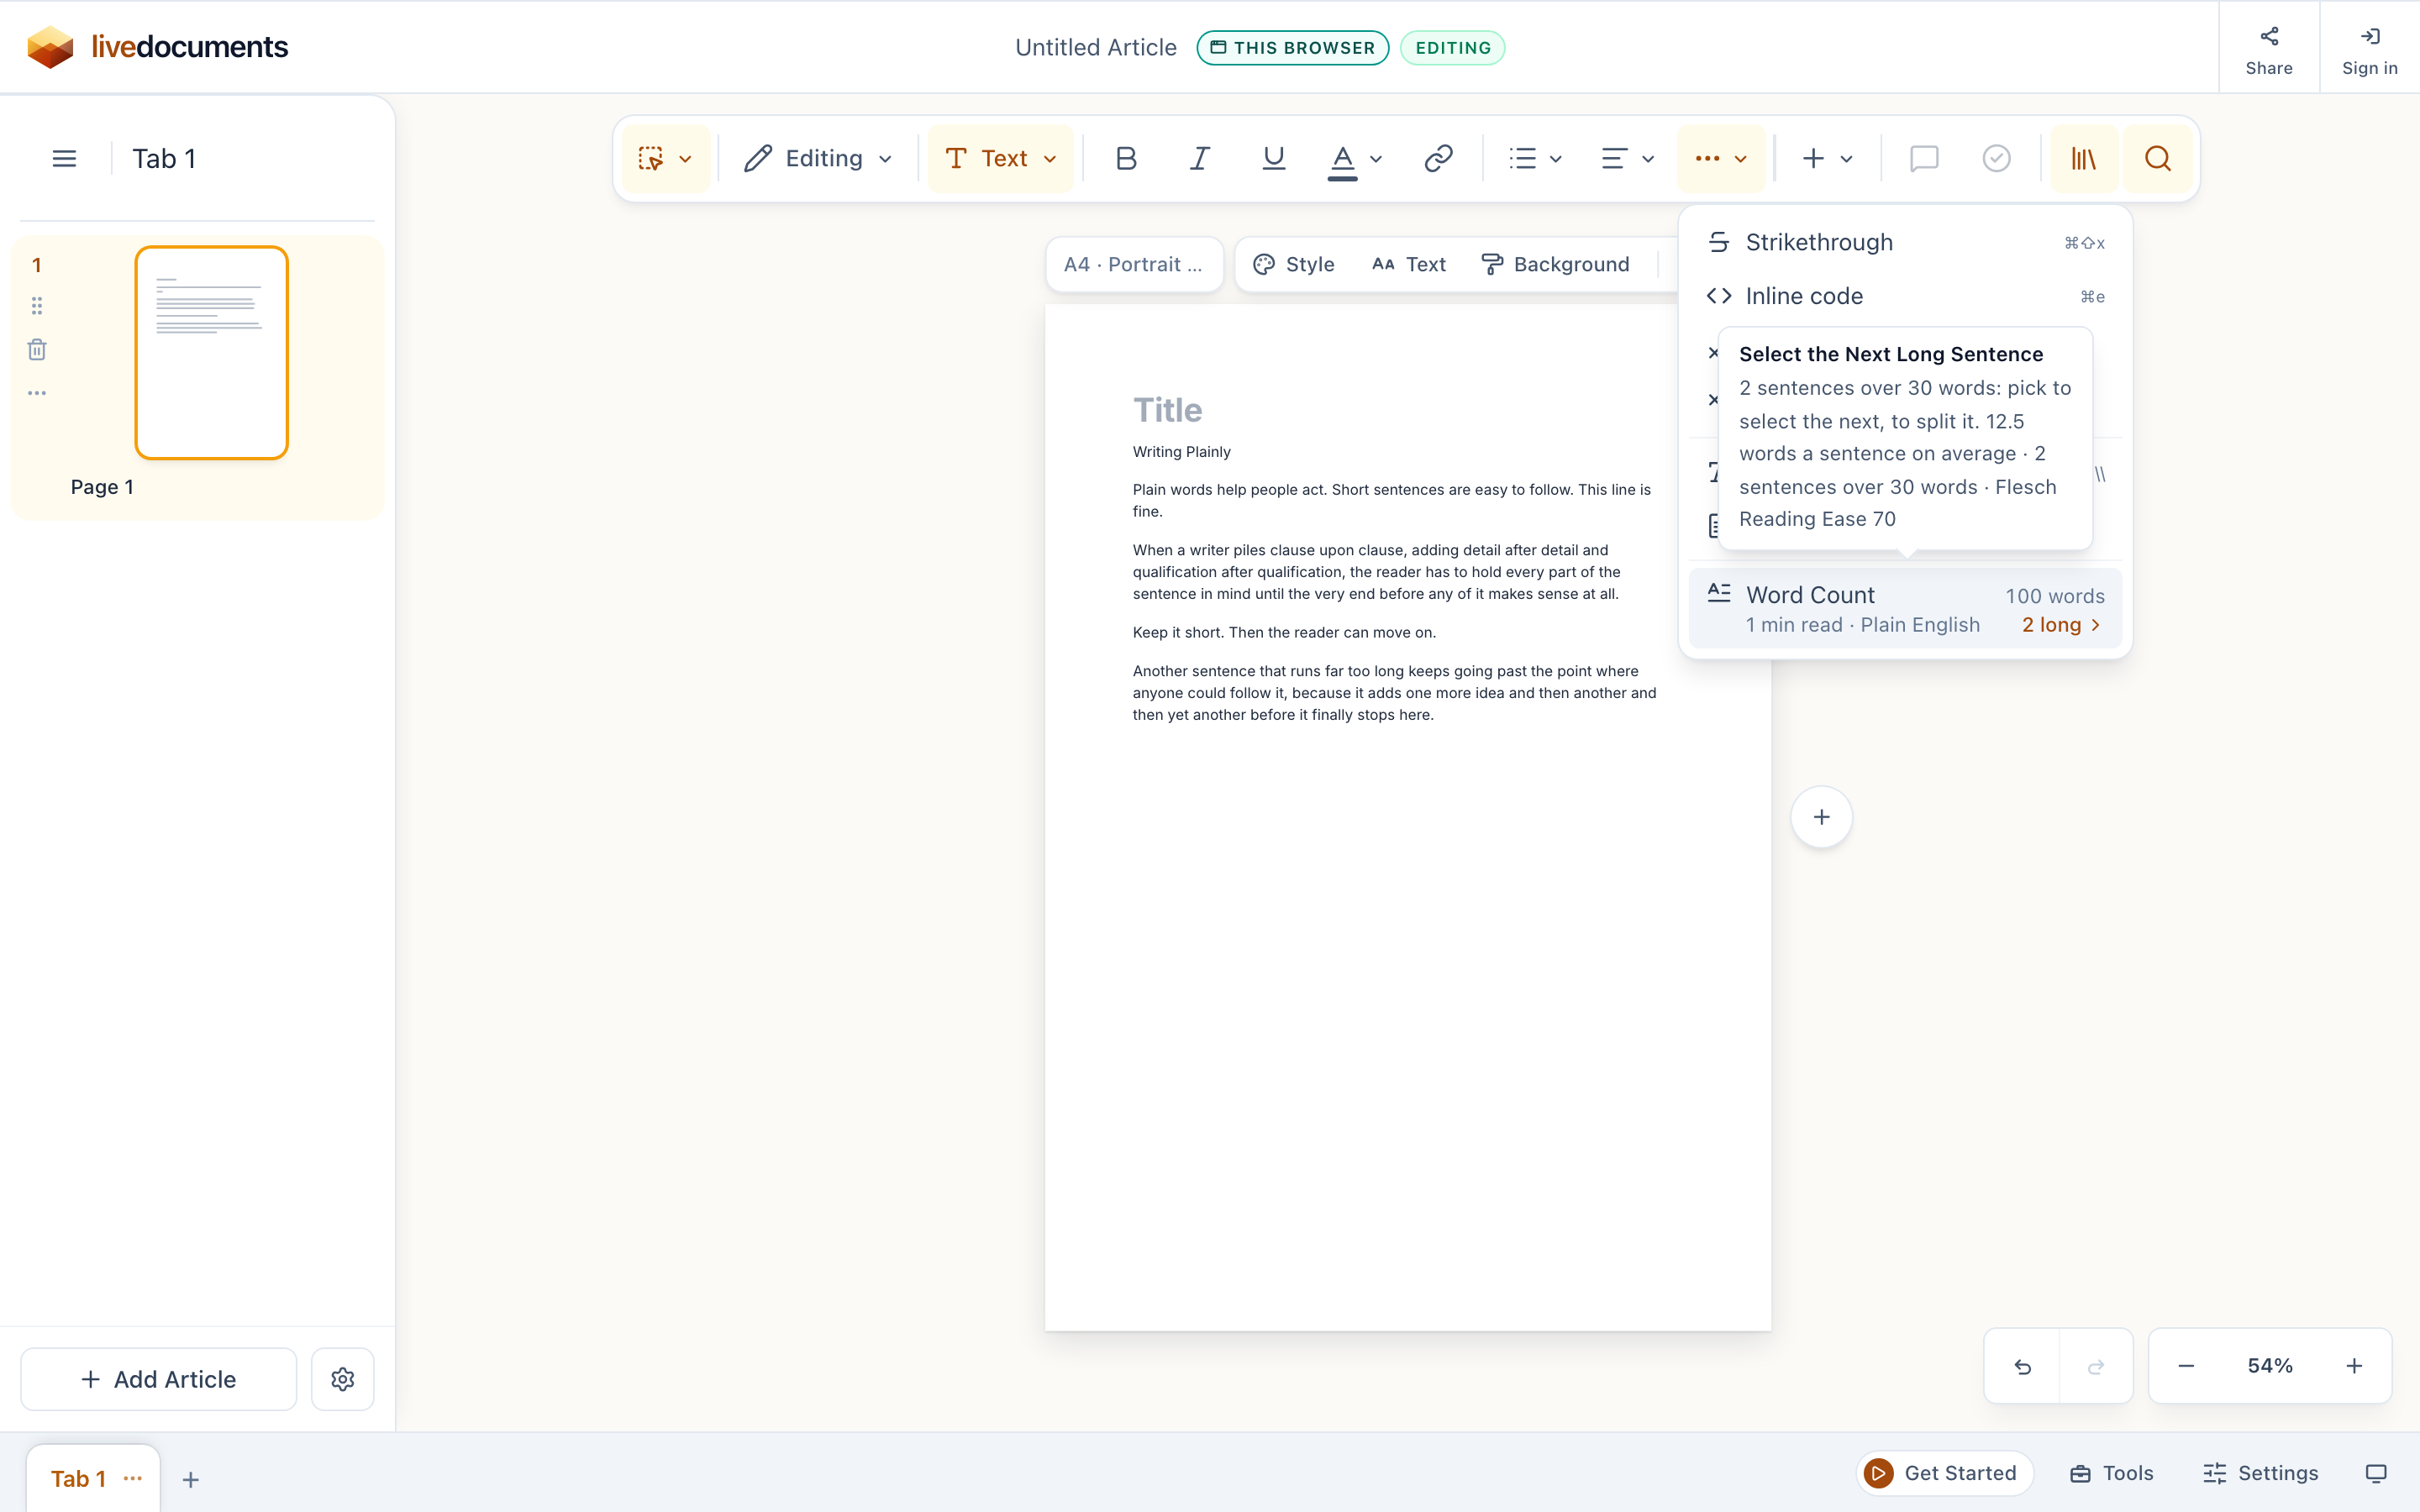 livedocuments
Untitled Article
THIS BROWSER
EDITING
Share
Sign in
Tab 1
Editing
Text
1
Page 1
A4 · Portrait ...
Style
Text
Background
Strikethrough ⌘⇧x
Inline code ⌘e
Select the Next Long Sentence
2 sentences over 30 words: pick to
select the next, to split it. 12.5
words a sentence on average · 2
sentences over 30 words · Flesch
Reading Ease 70
\\
Word Count 100 words
1 min read · Plain English 2 long
Title
Writing Plainly
Plain words help people act. Short sentences are easy to follow. This line is
fine.
When a writer piles clause upon clause, adding detail after detail and
qualification after qualification, the reader has to hold every part of the
sentence in mind until the very end before any of it makes sense at all.
Keep it short. Then the reader can move on.
Another sentence that runs far too long keeps going past the point where
anyone could follow it, because it adds one more idea and then another and
then yet another before it finally stops here.
Add Article
54%
Tab 1
Get Started
Tools
Settings